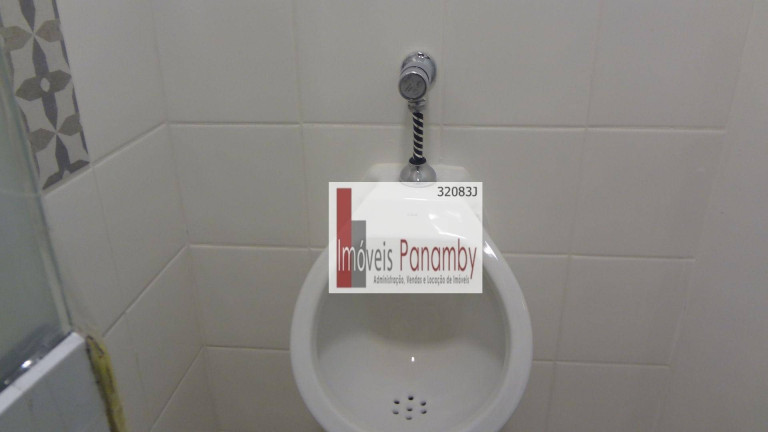 32083J
Imóveis Panamby
Administração, Vendas e Locação de Imóveis